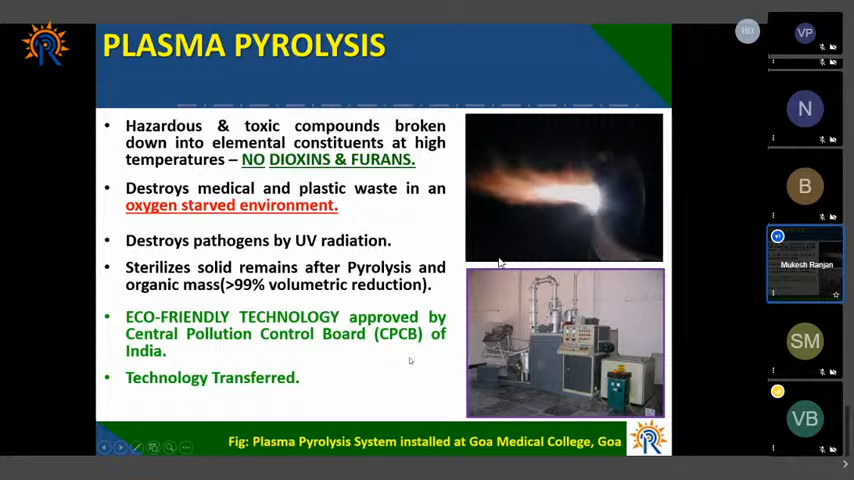 PLASMA PYROLYSIS
HD
VP
• Hazardous & toxic compounds broken
down into elemental constituents at high
temperatures – NO DIOXINS & FURANS.
• Destroys medical and plastic waste in an
oxygen starved environment.
• Destroys pathogens by UV radiation.
• Sterilizes solid remains after Pyrolysis and
organic mass(>99% volumetric reduction).
• ECO-FRIENDLY TECHNOLOGY approved by
Central Pollution Control Board (CPCB) of
India.
• Technology Transferred.
Fig: Plasma Pyrolysis System installed at Goa Medical College, Goa
N
B
Mukesh Ranjan
SM
VB